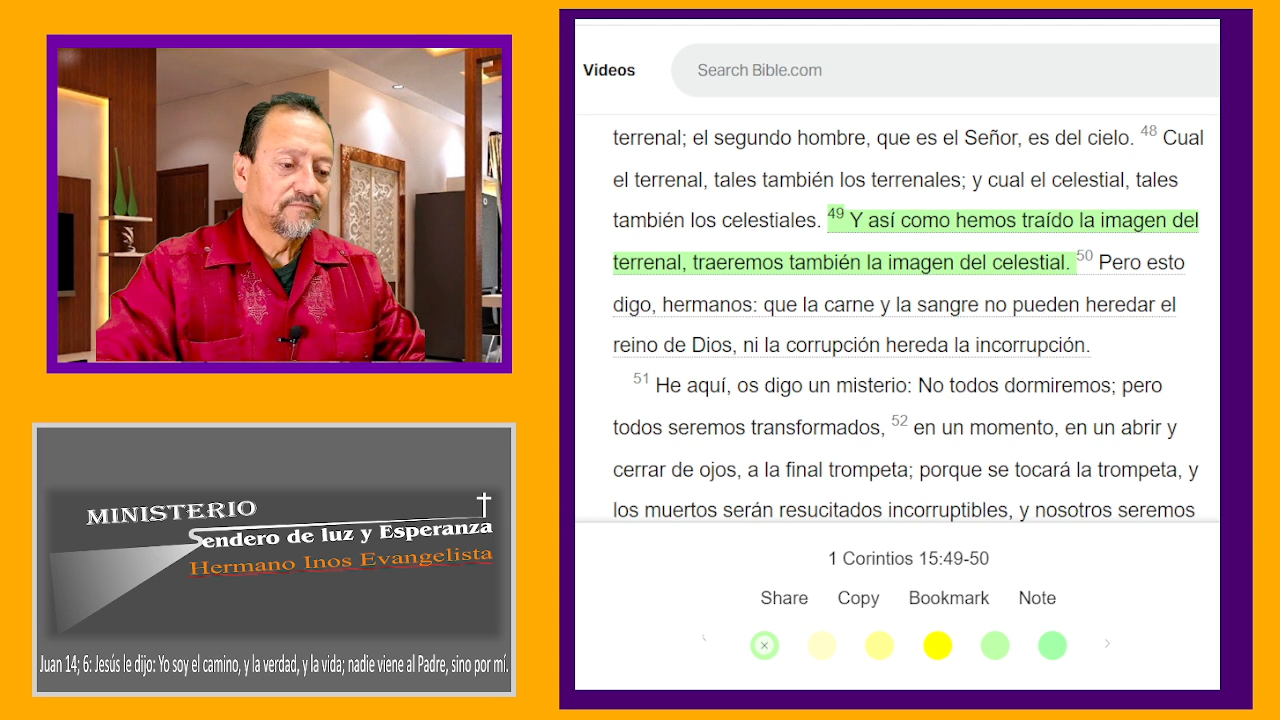 Videos
Search Bible.com
terrenal; el segundo hombre, que es el Señor, es del cielo. 48 Cual
el terrenal, tales también los terrenales; y cual el celestial, tales
también los celestiales. 49 Y así como hemos traído la imagen del
terrenal, traeremos también la imagen del celestial. 50 Pero esto
digo, hermanos: que la carne y la sangre no pueden heredar el
reino de Dios, ni la corrupción hereda la incorrupción.
51 He aquí, os digo un misterio: No todos dormiremos; pero
todos seremos transformados, 52 en un momento, en un abrir y
cerrar de ojos, a la final trompeta; porque se tocará la trompeta, y
los muertos serán resucitados incorruptibles, y nosotros seremos
1 Corintios 15:49-50
Share Copy Bookmark Note
MINISTERIO
Sendero de luz y Esperanza
Hermano Inos Evangelista
Juan 14; 6: Jesús le dijo: Yo soy el camino, y la verdad, y la vida; nadie viene al Padre, sino por mí.